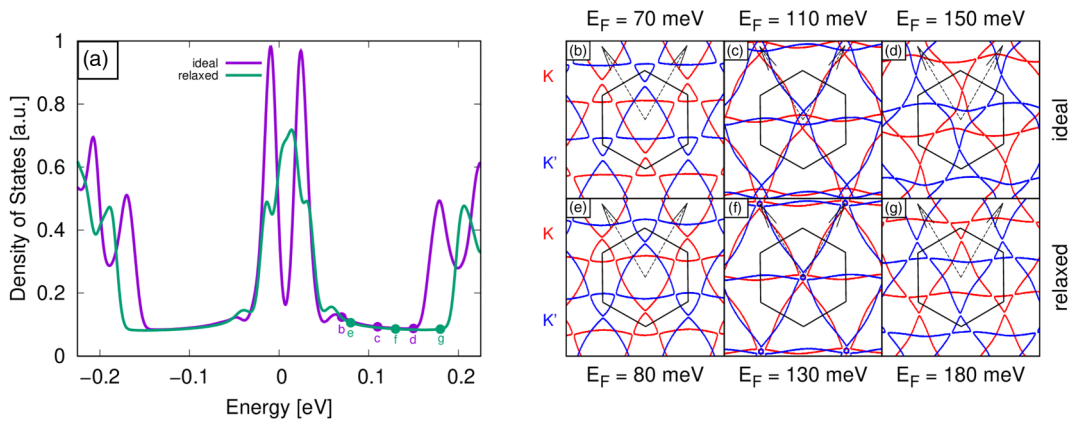 (a)
ideal
relaxed
Density of States [a.u.]
1
0.8
0.6
0.4
0.2
0
−0.2
−0.1
0
0.1
0.2
Energy [eV]
b
e
c
f
d
g
E_F = 70 meV
E_F = 110 meV
E_F = 150 meV
(b)
(c)
(d)
K
K'
ideal
(e)
(f)
(g)
K
K'
relaxed
E_F = 80 meV
E_F = 130 meV
E_F = 180 meV